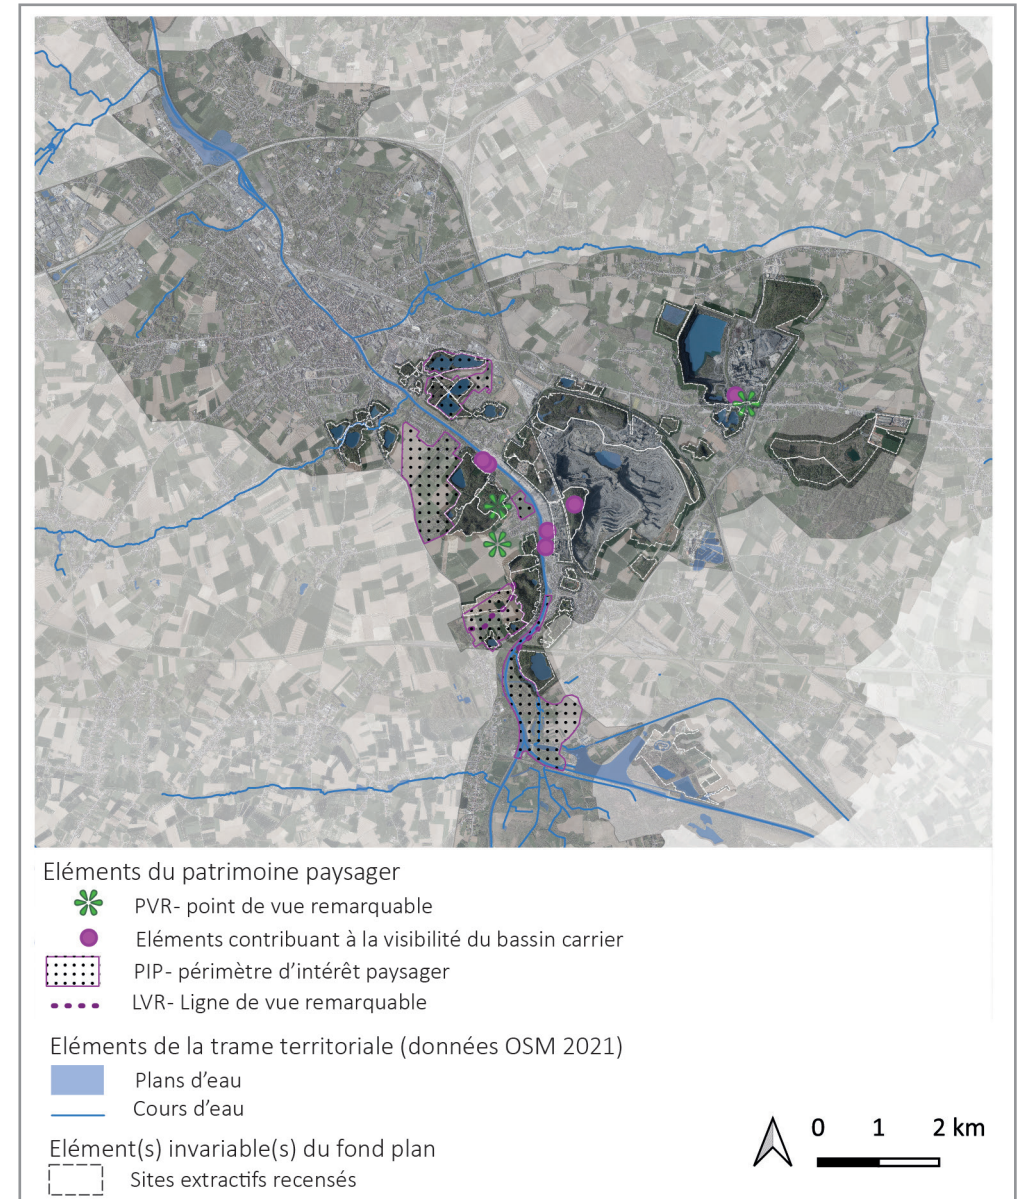 Eléments du patrimoine paysager
PVR- point de vue remarquable
Eléments contribuant à la visibilité du bassin carrier
PIP- périmètre d'intérêt paysager
LVR- Ligne de vue remarquable
Eléments de la trame territoriale (données OSM 2021)
Plans d'eau
Cours d'eau
Elément(s) invariable(s) du fond plan
Sites extractifs recensés
0 1 2 km